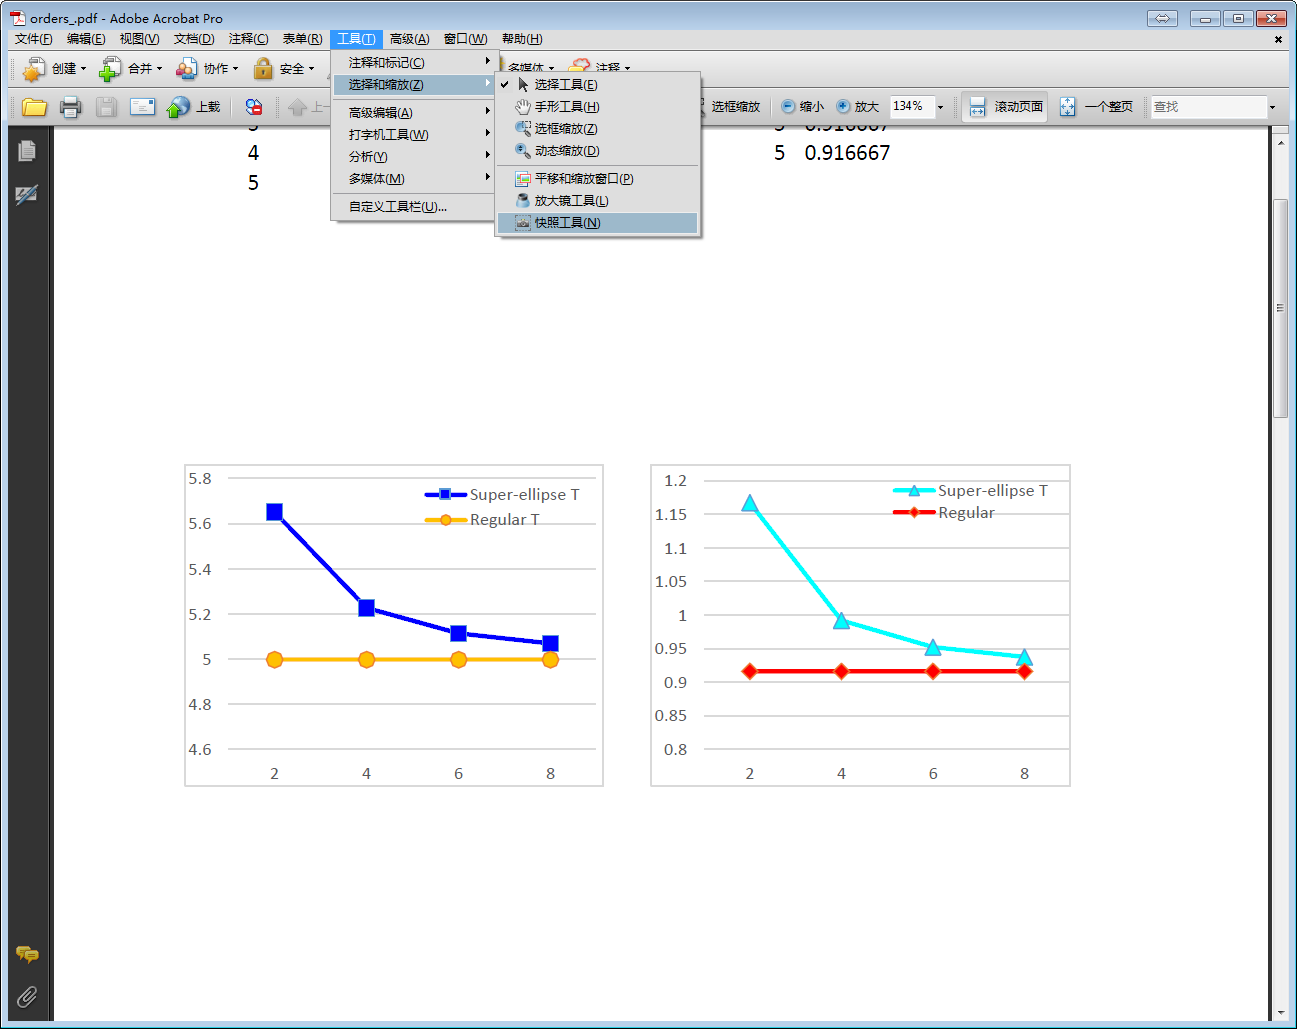 orders_.pdf - Adobe Acrobat Pro
文件(F) 编辑(E) 视图(V) 文档(D) 注释(C) 表单(R) 工具(T) 高级(A) 窗口(W) 帮助(H)
创建 合并 协作 安全 多媒体 注释
上载 上一 选框缩放 缩小 放大 134% 滚动页面 一个整页 查找
注释和标记(C)
选择和缩放(Z)
高级编辑(A)
打字机工具(W)
分析(Y)
多媒体(M)
自定义工具栏(U)...
选择工具(E)
手形工具(H)
选框缩放(Z)
动态缩放(D)
平移和缩放窗口(P)
放大镜工具(L)
快照工具(N)
3
4
5
5 0.916667
5 0.916667
5.8
5.6
5.4
5.2
5
4.8
4.6
2 4 6 8
Super-ellipse T
Regular T
1.2
1.15
1.1
1.05
1
0.95
0.9
0.85
0.8
2 4 6 8
Super-ellipse T
Regular